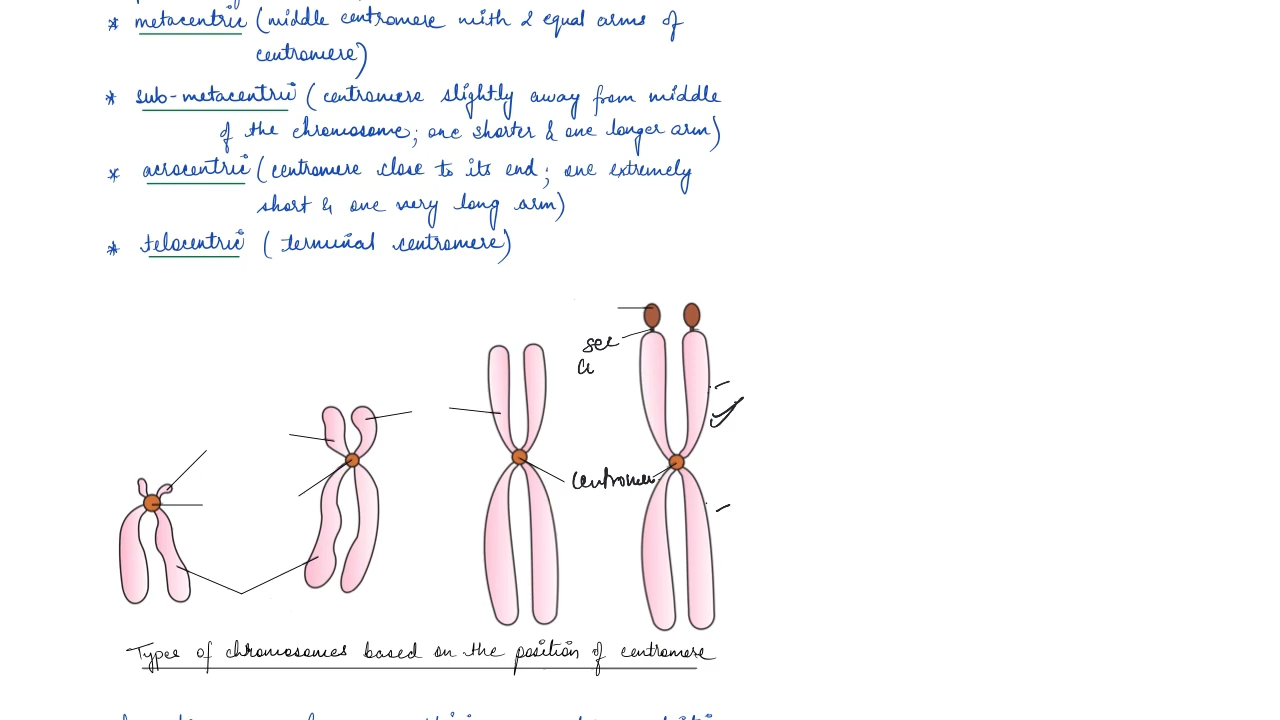 * metacentric (middle centromere with 2 equal arms of
centromere)
* sub-metacentric (centromere slightly away from middle
of the chromosome; one shorter & one longer arm)
* acrocentric (centromere close to its end; one extremely
short & one very long arm)
* telocentric (terminal centromere)
sec
centromer
Types of chromosomes based on the position of centromere